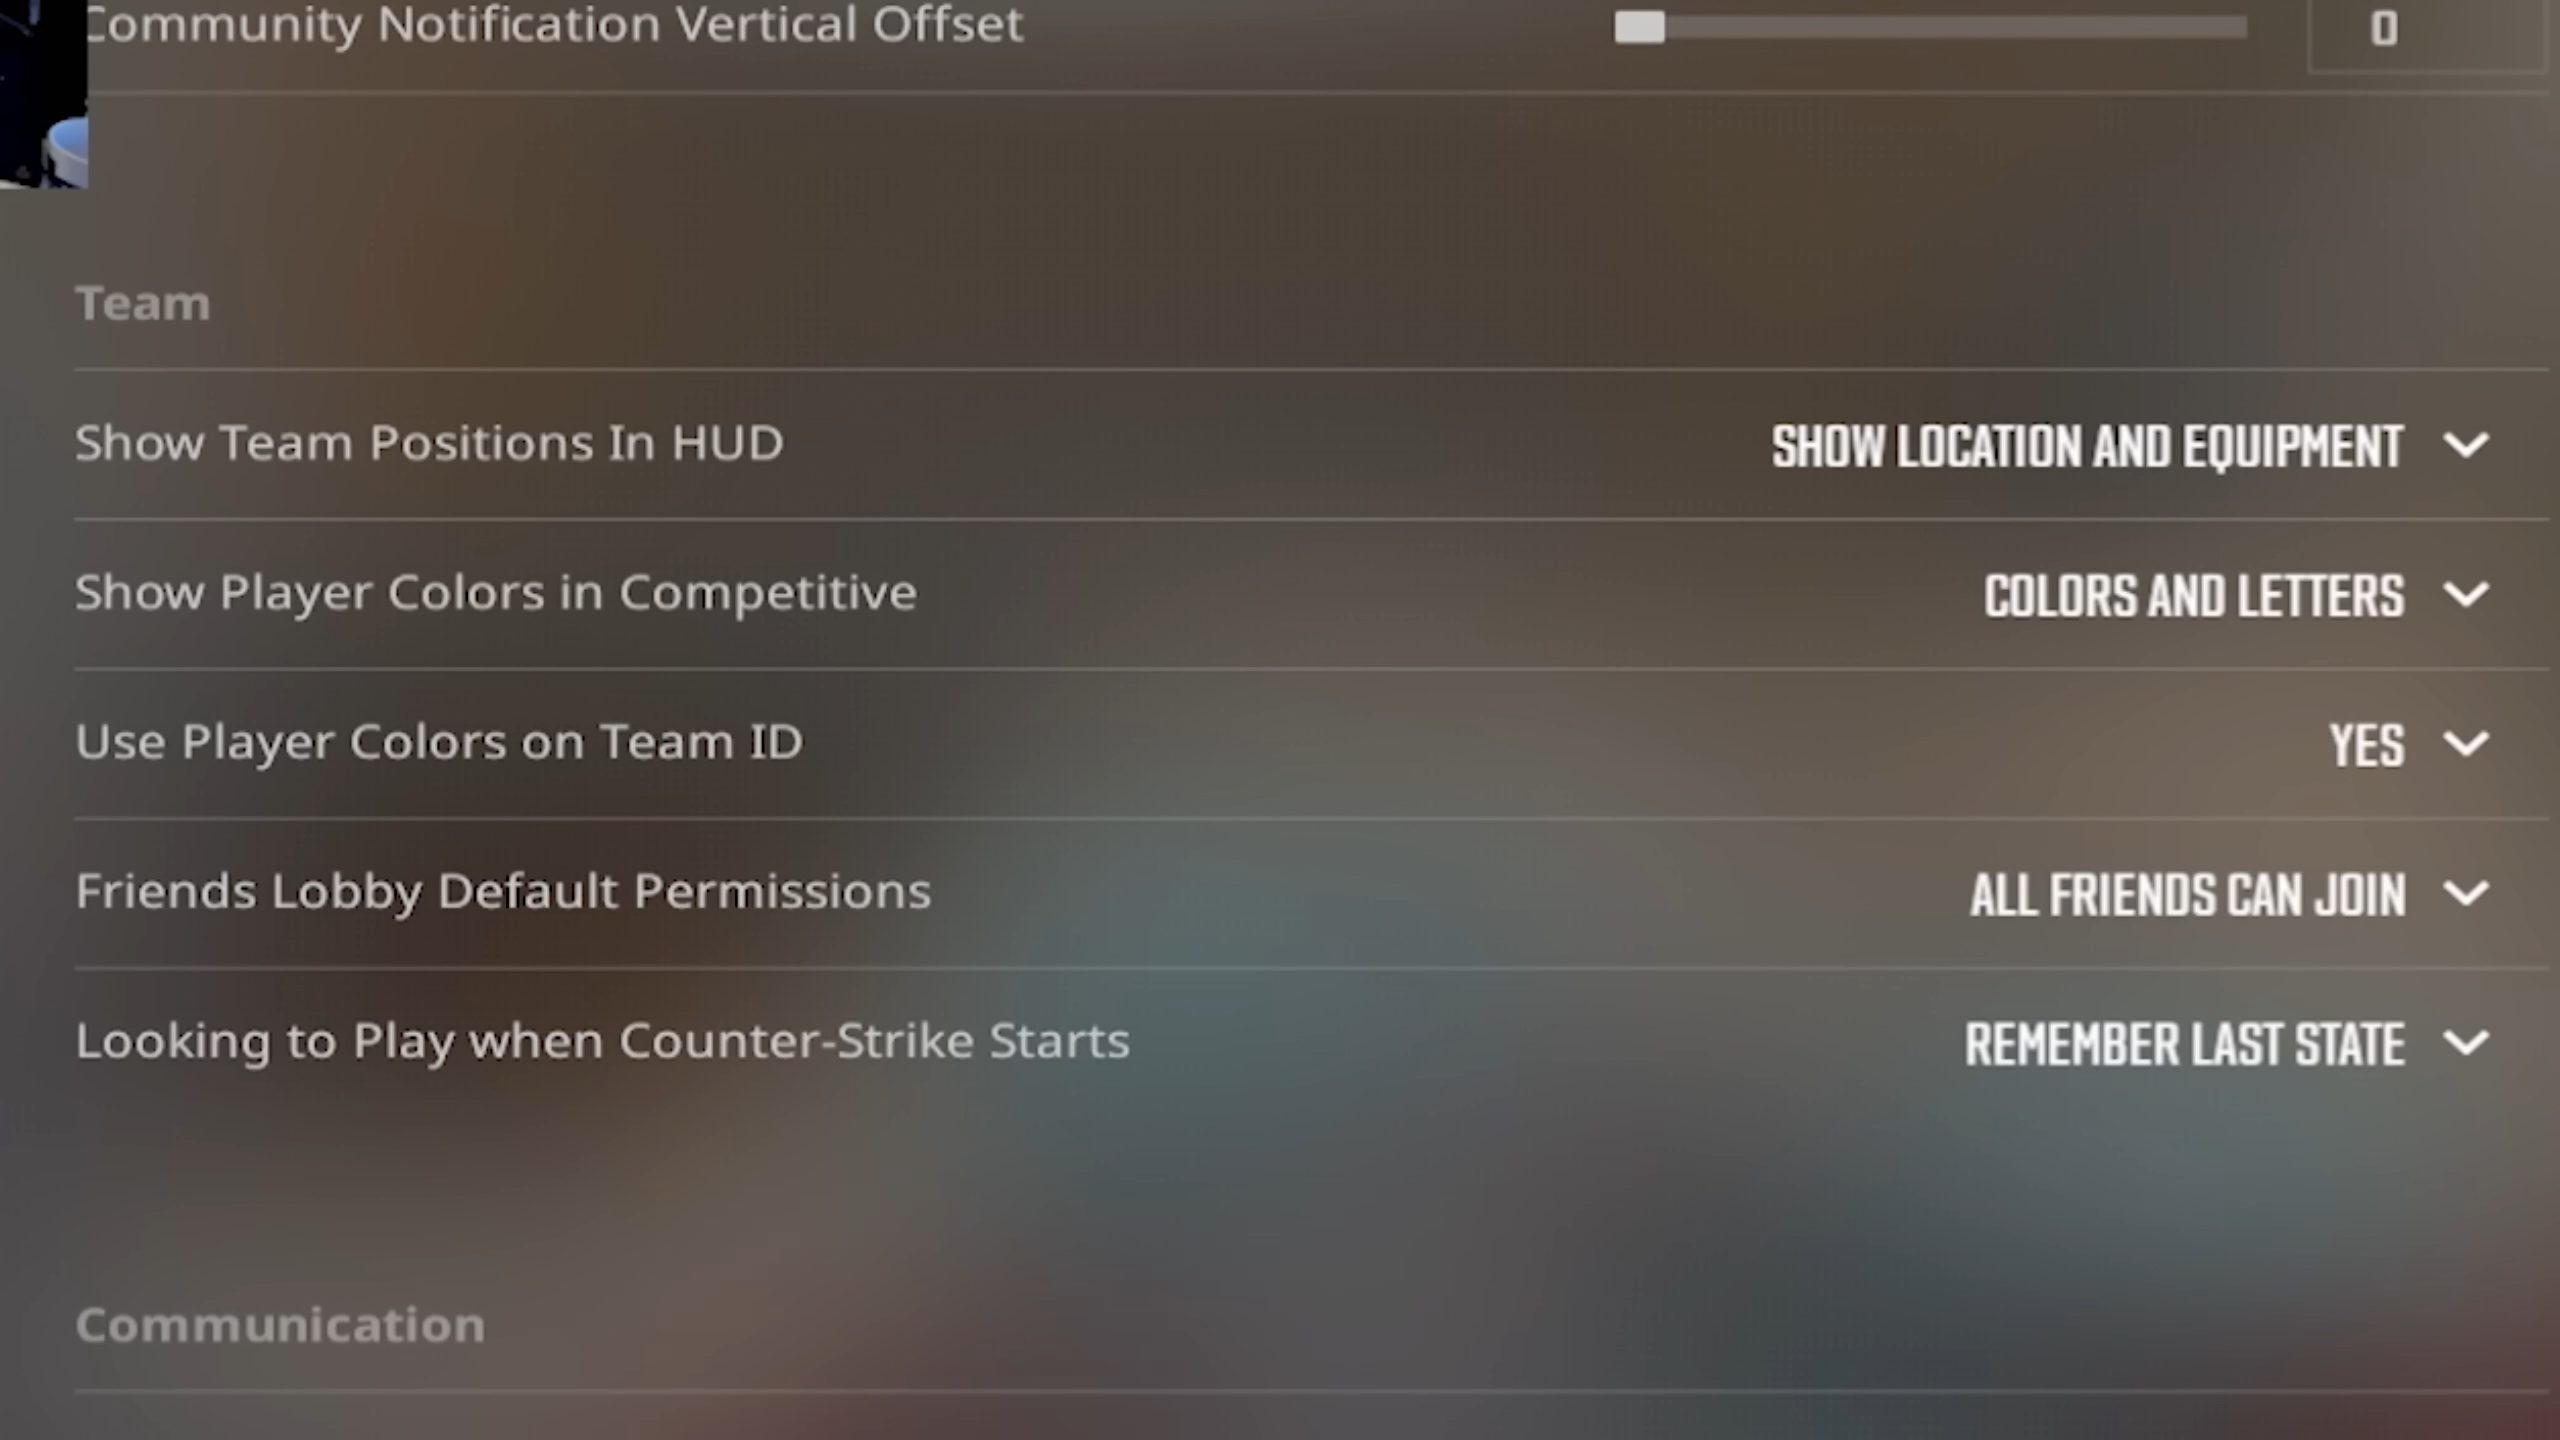 Community Notification Vertical Offset 0
Team
Show Team Positions In HUD SHOW LOCATION AND EQUIPMENT
Show Player Colors in Competitive COLORS AND LETTERS
Use Player Colors on Team ID YES
Friends Lobby Default Permissions ALL FRIENDS CAN JOIN
Looking to Play when Counter-Strike Starts REMEMBER LAST STATE
Communication